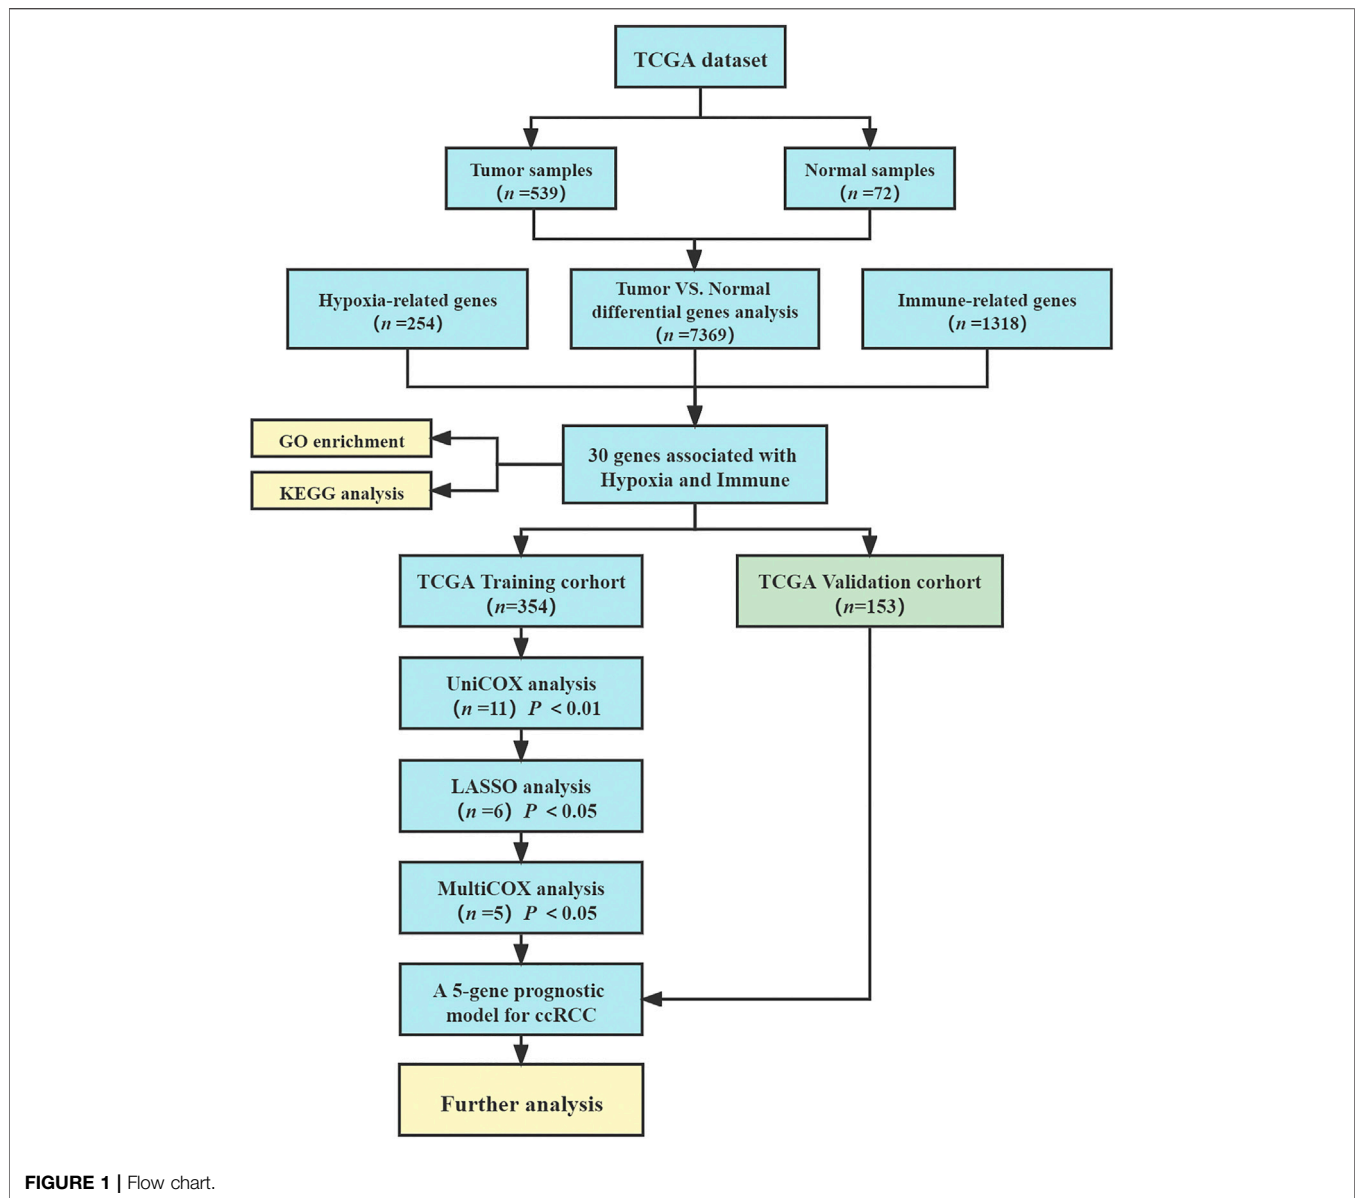 TCGA dataset
Tumor samples
(n =539)
Normal samples
(n =72)
Hypoxia-related genes
(n =254)
Tumor VS. Normal
differential genes analysis
(n =7369)
Immune-related genes
(n =1318)
GO enrichment
KEGG analysis
30 genes associated with
Hypoxia and Immune
TCGA Training corhort
(n=354)
TCGA Validation corhort
(n=153)
UniCOX analysis
(n =11) P < 0.01
LASSO analysis
(n =6) P < 0.05
MultiCOX analysis
(n =5) P < 0.05
A 5-gene prognostic
model for ccRCC
Further analysis
FIGURE 1 | Flow chart.